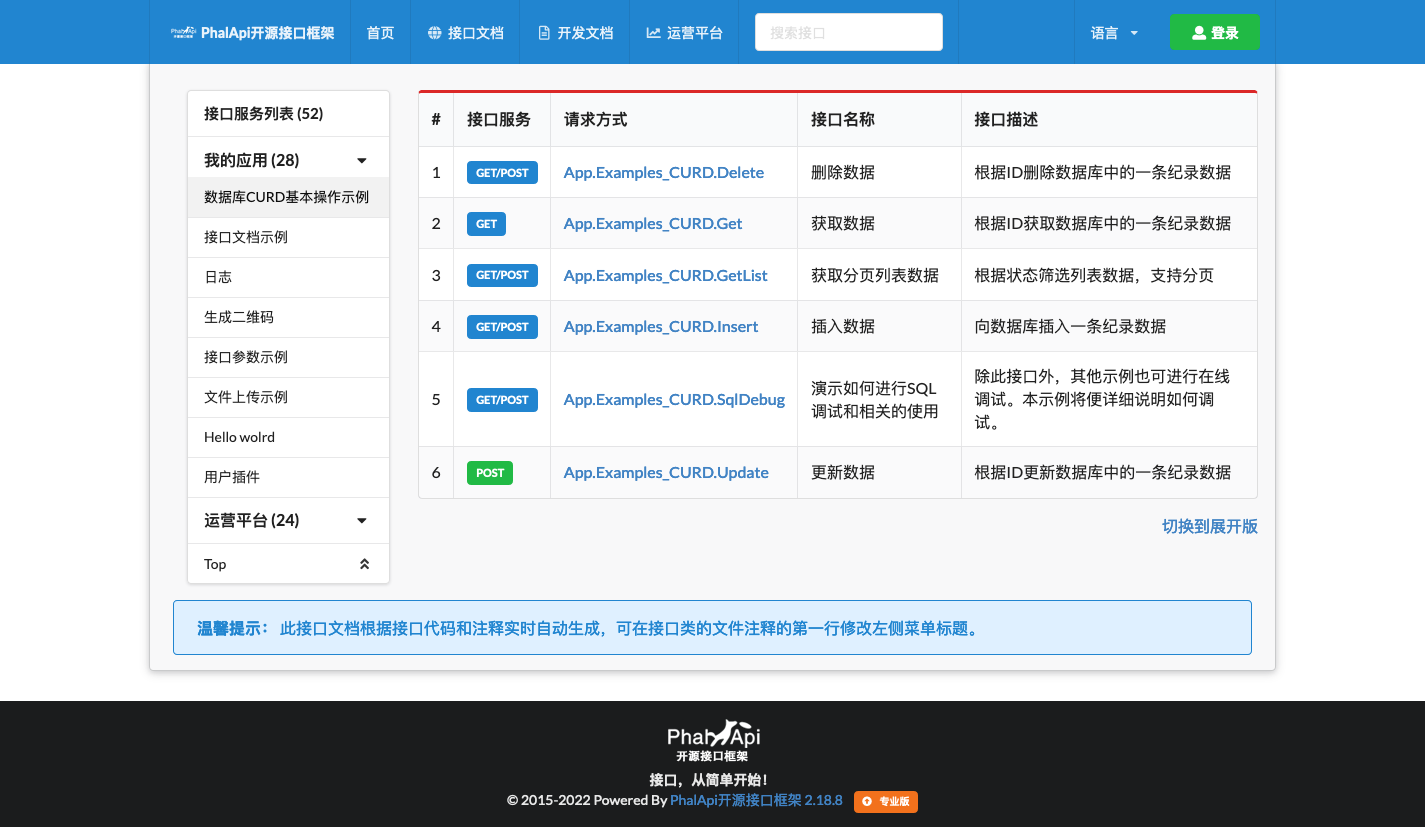 PhalApi 开源接口框架 PhalApi开源接口框架 首页 接口文档 开发文档 运营平台 搜索接口 语言 登录
接口服务列表 (52)
我的应用 (28)
数据库CURD基本操作示例
接口文档示例
日志
生成二维码
接口参数示例
文件上传示例
Hello wolrd
用户插件
运营平台 (24)
Top
# 接口服务 请求方式 接口名称 接口描述
1 GET/POST App.Examples_CURD.Delete 删除数据 根据ID删除数据库中的一条纪录数据
2 GET App.Examples_CURD.Get 获取数据 根据ID获取数据库中的一条纪录数据
3 GET/POST App.Examples_CURD.GetList 获取分页列表数据 根据状态筛选列表数据，支持分页
4 GET/POST App.Examples_CURD.Insert 插入数据 向数据库插入一条纪录数据
5 GET/POST App.Examples_CURD.SqlDebug 演示如何进行SQL
调试和相关的使用
除此接口外，其他示例也可进行在线
调试。本示例将便详细说明如何调
试。
6 POST App.Examples_CURD.Update 更新数据 根据ID更新数据库中的一条纪录数据
切换到展开版
温馨提示： 此接口文档根据接口代码和注释实时自动生成，可在接口类的文件注释的第一行修改左侧菜单标题。
PhalApi
开源接口框架
接口，从简单开始！
© 2015-2022 Powered By PhalApi开源接口框架 2.18.8 专业版